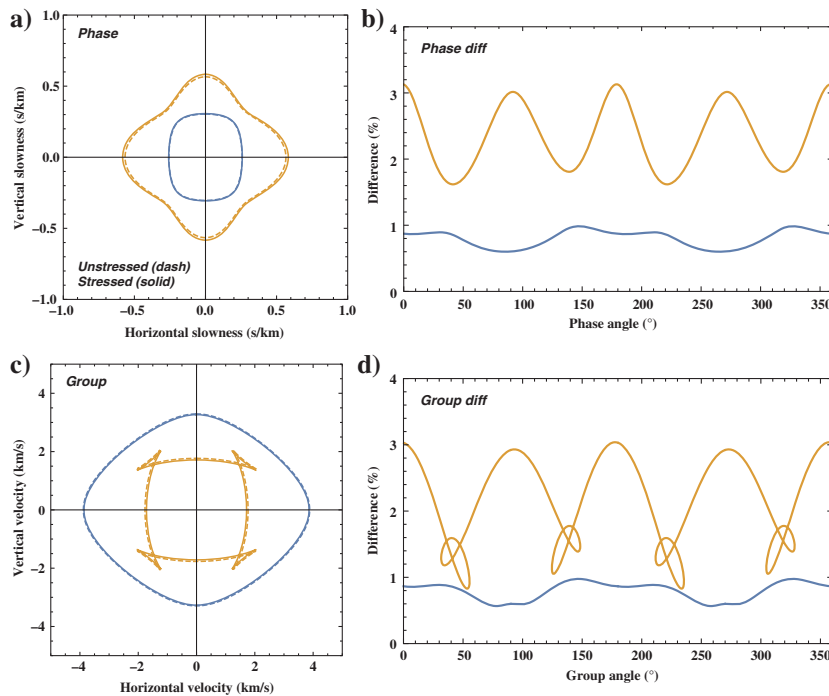 a)
Phase
1.0
0.5
0.0
−0.5
−1.0
Vertical slowness (s/km)
Unstressed (dash)
Stressed (solid)
−1.0
−0.5
0.0
0.5
1.0
Horizontal slowness (s/km)
b)
Phase diff
4
3
2
1
0
Difference (%)
0
50
100
150
200
250
300
350
Phase angle (°)
c)
Group
4
2
0
−2
−4
Vertical velocity (km/s)
−4
−2
0
2
4
Horizontal velocity (km/s)
d)
Group diff
4
3
2
1
0
Difference (%)
0
50
100
150
200
250
300
350
Group angle (°)